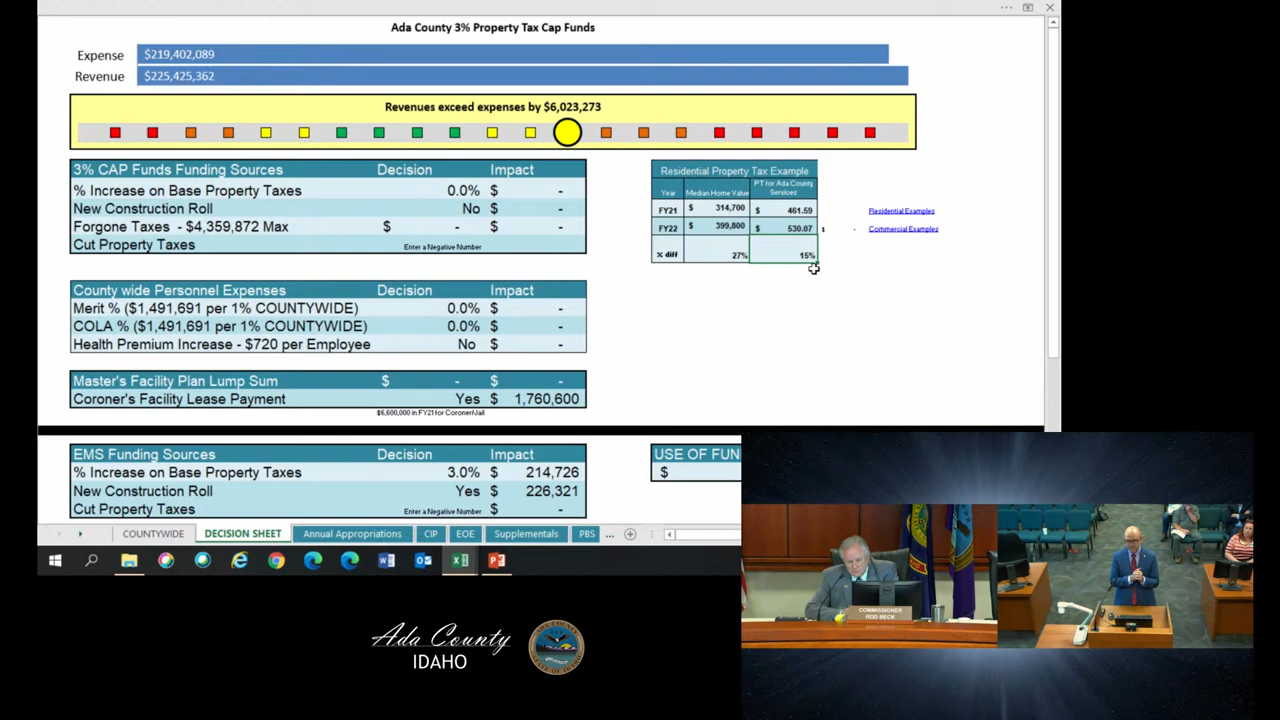 Ada County 3% Property Tax Cap Funds
Expense $219,402,089
Revenue $225,425,362
Revenues exceed expenses by $6,023,273
3% CAP Funds Funding Sources Decision Impact
% Increase on Base Property Taxes 0.0% $ -
New Construction Roll No $ -
Forgone Taxes - $4,359,872 Max $ - $ -
Cut Property Taxes Enter a Negative Number
Residential Property Tax Example
Year Median Home Value PT for Ada County Services
FY21 $ 314,700 $ 461.59
FY22 $ 399,800 $ 530.07
% diff 27% 15%
Residential Examples
$ - Commercial Examples
County wide Personnel Expenses Decision Impact
Merit % ($1,491,691 per 1% COUNTYWIDE) 0.0% $ -
COLA % ($1,491,691 per 1% COUNTYWIDE) 0.0% $ -
Health Premium Increase - $720 per Employee No $ -
Master's Facility Plan Lump Sum $ - $ -
Coroner's Facility Lease Payment Yes $ 1,760,600
$6,600,000 in FY21 for Coroner/Jail
EMS Funding Sources Decision Impact
% Increase on Base Property Taxes 3.0% $ 214,726
New Construction Roll Yes $ 226,321
Cut Property Taxes Enter a Negative Number $ -
USE OF FUN
$
COUNTYWIDE DECISION SHEET Annual Appropriations CIP EOE Supplementals PBS ...
COMMISSIONER
ROD BECK
Ada County
IDAHO